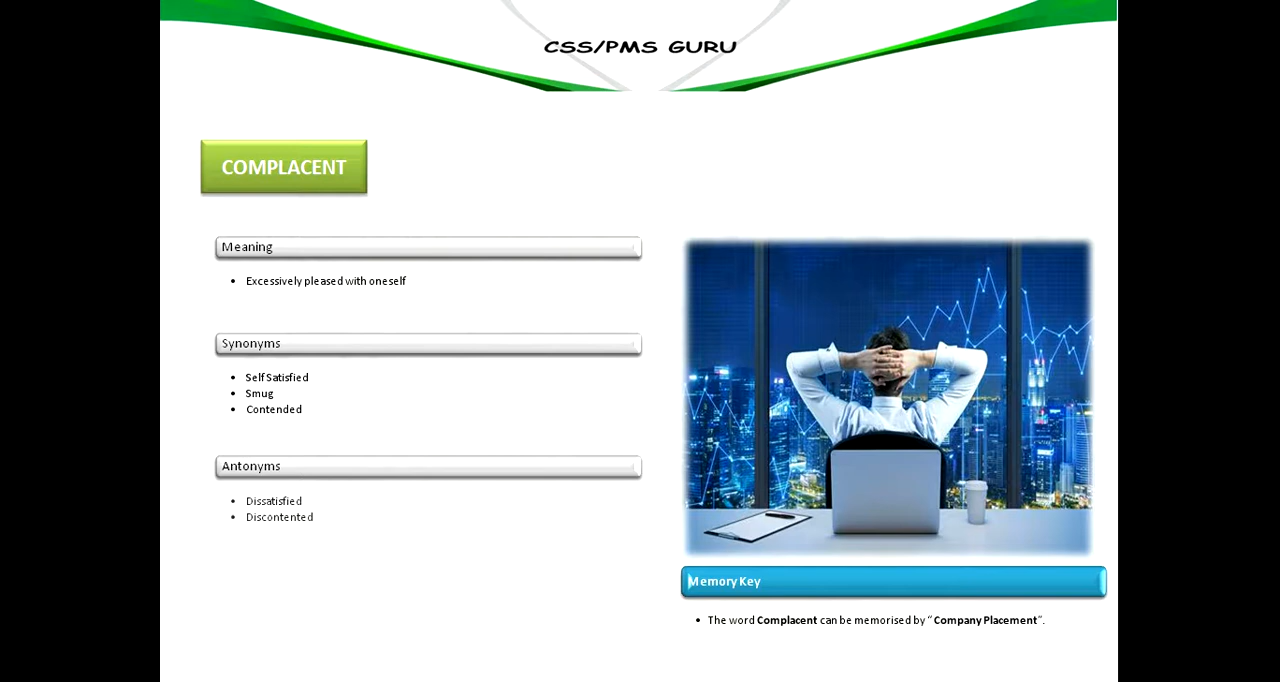 CSS/PMS GURU
COMPLACENT
Meaning
• Excessively pleased with oneself
Synonyms
• Self Satisfied
• Smug
• Contended
Antonyms
• Dissatisfied
• Discontented
Memory Key
• The word Complacent can be memorised by “Company Placement”.